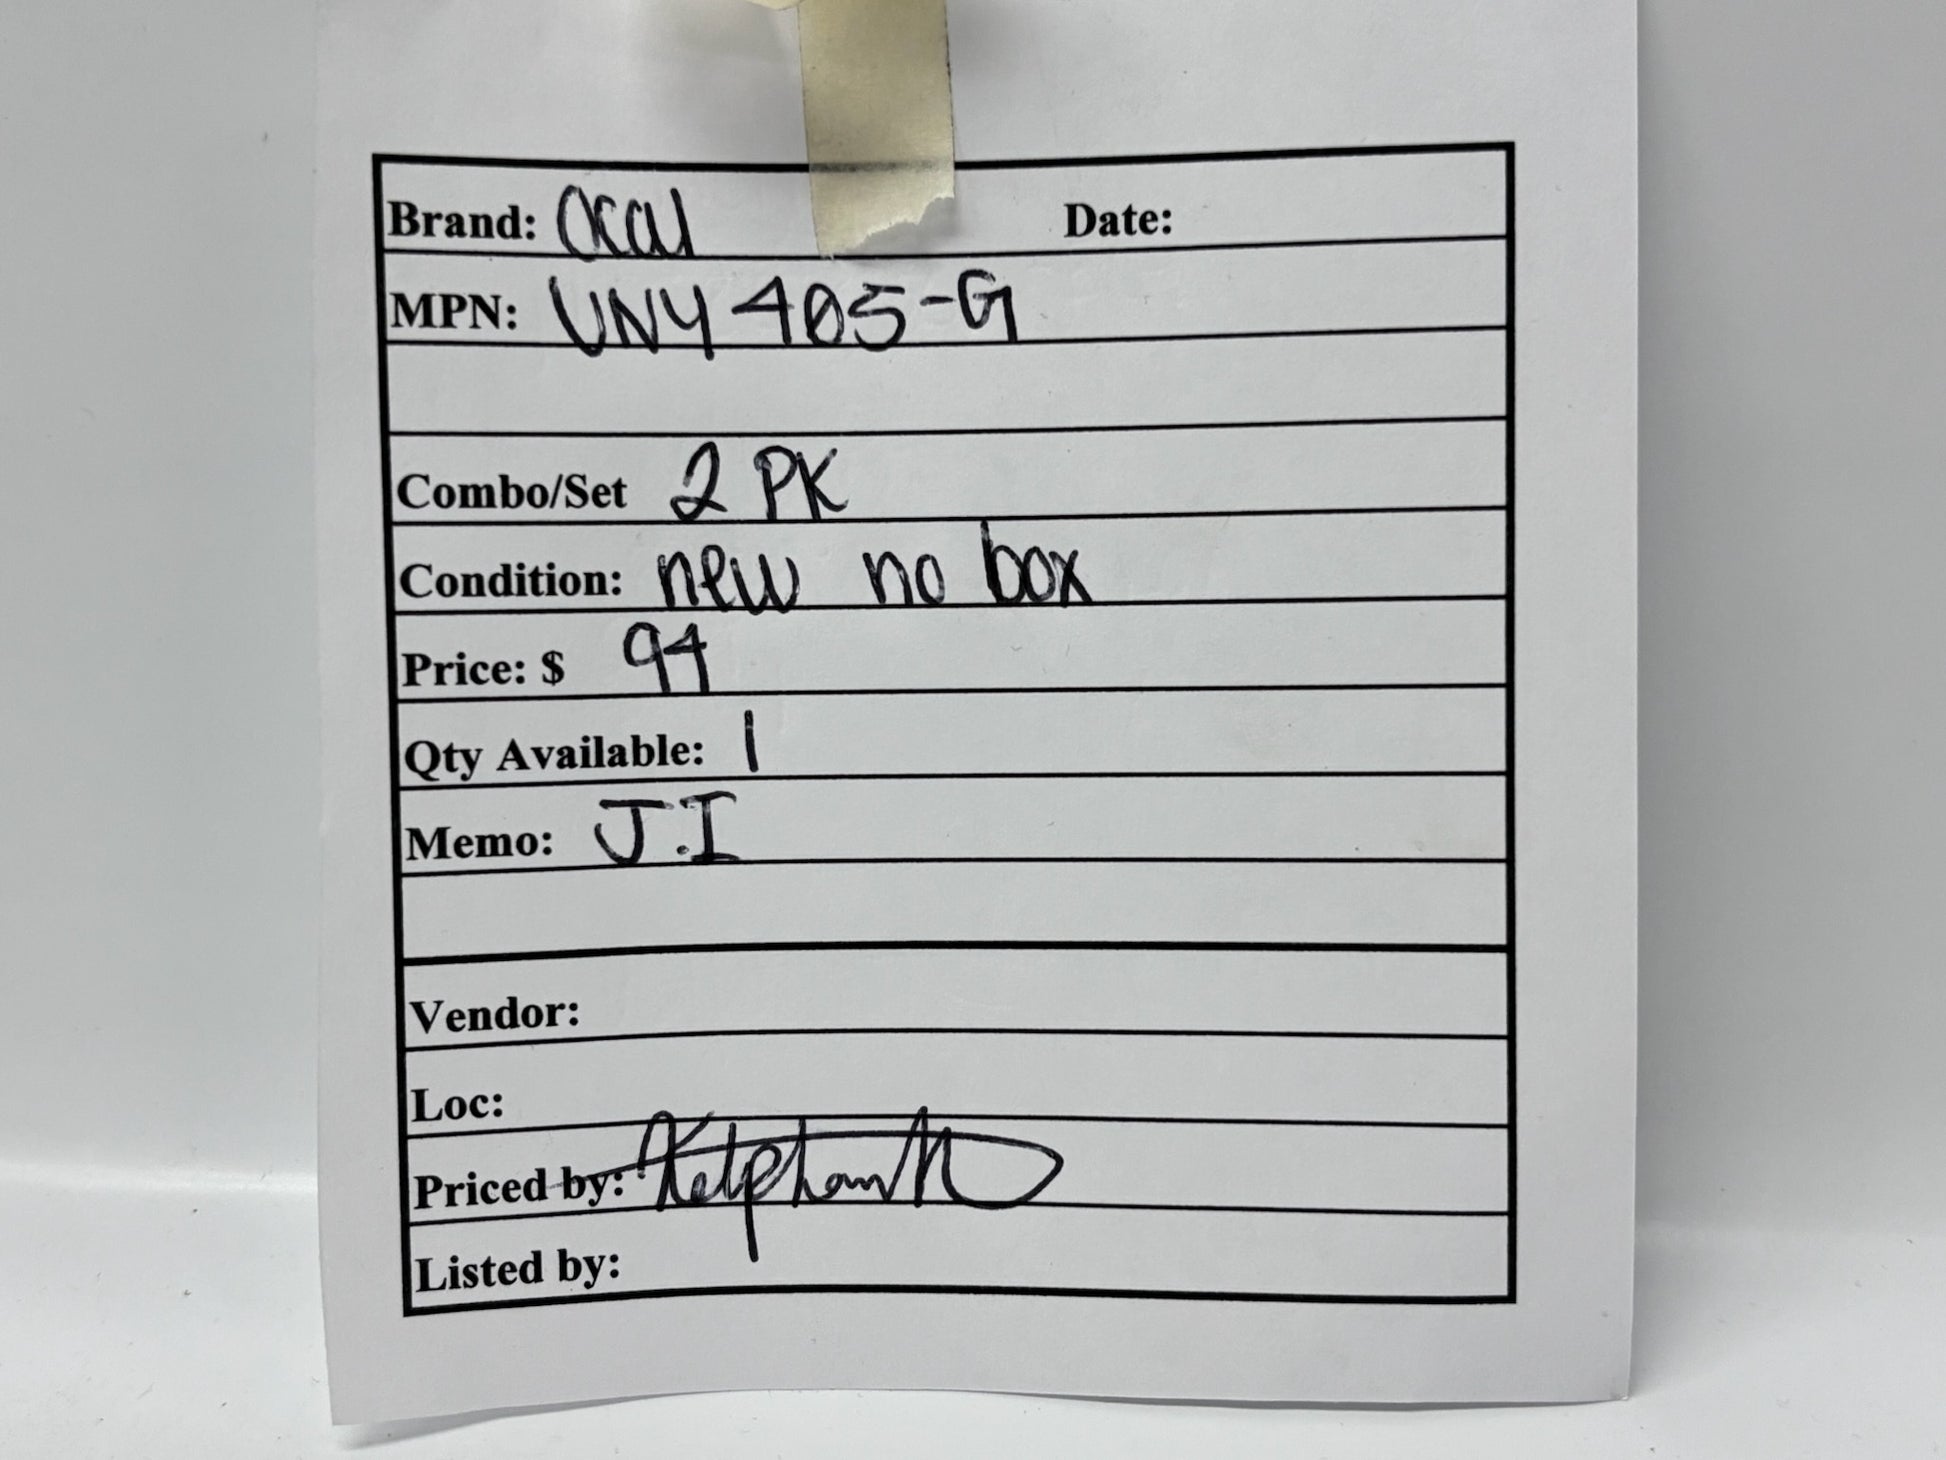 Brand: Ocal Date:
MPN: UNY405-G
Combo/Set 2 PK
Condition: new no box
Price: $ 94
Qty Available: 1
Memo: J.I
Vendor:
Loc:
Priced by:
Listed by: